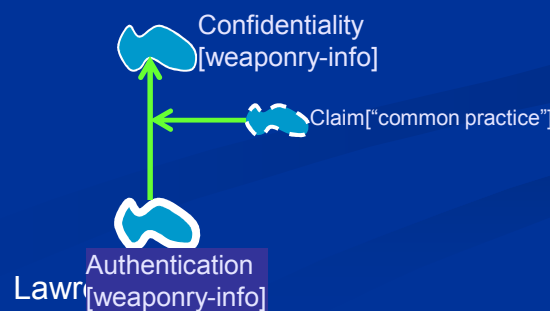 Confidentiality
[weaponry-info]
Claim[“common practice”]
Authentication
[weaponry-info]